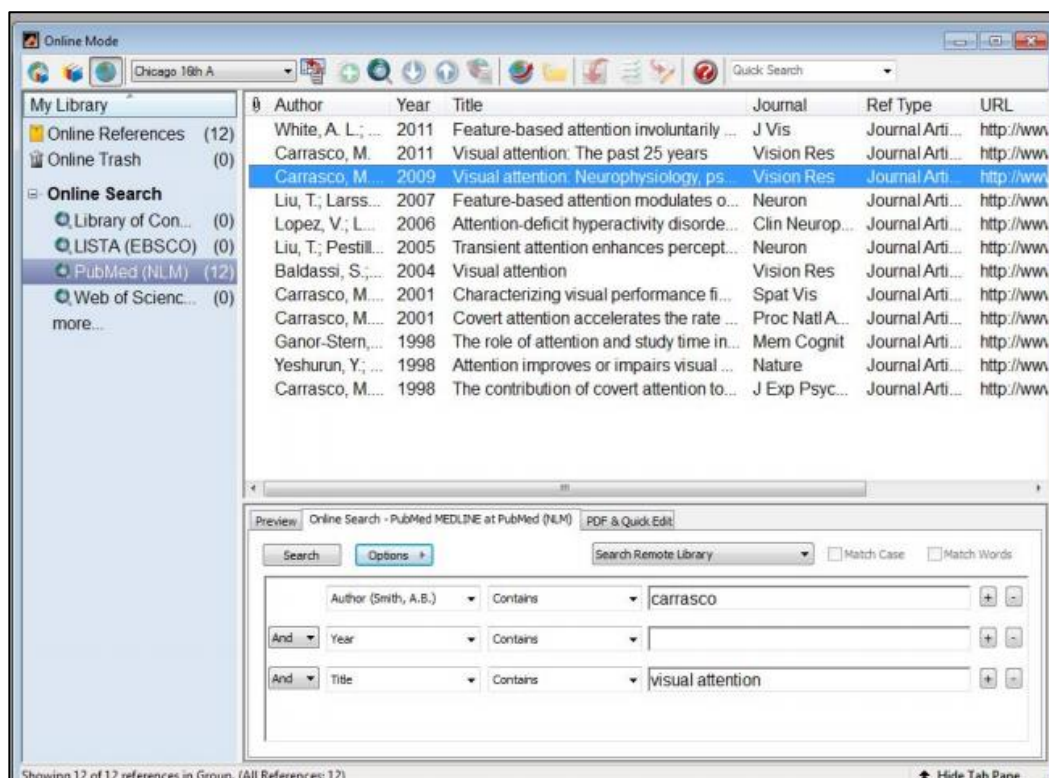 Online Mode
Chicago 16th A
Quick Search
My Library
Online References (12)
Online Trash (0)
Online Search
Library of Con... (0)
LISTA (EBSCO) (0)
PubMed (NLM) (12)
Web of Scienc... (0)
more...
Author Year Title Journal Ref Type URL
White, A. L.; ... 2011 Feature-based attention involuntarily ... J Vis Journal Arti... http://www
Carrasco, M. 2011 Visual attention: The past 25 years Vision Res Journal Arti... http://www
Carrasco, M.... 2009 Visual attention: Neurophysiology, ps... Vision Res Journal Arti... http://www
Liu, T.; Larss... 2007 Feature-based attention modulates o... Neuron Journal Arti... http://www
Lopez, V.; L... 2006 Attention-deficit hyperactivity disorde... Clin Neurop... Journal Arti... http://www
Liu, T.; Pestill... 2005 Transient attention enhances percept... Neuron Journal Arti... http://www
Baldassi, S.;... 2004 Visual attention Vision Res Journal Arti... http://www
Carrasco, M.... 2001 Characterizing visual performance fi... Spat Vis Journal Arti... http://www
Carrasco, M.... 2001 Covert attention accelerates the rate ... Proc Natl A... Journal Arti... http://www
Ganor-Stern,... 1998 The role of attention and study time in... Mem Cognit Journal Arti... http://www
Yeshurun, Y.; ... 1998 Attention improves or impairs visual ... Nature Journal Arti... http://www
Carrasco, M.... 1998 The contribution of covert attention to... J Exp Psyc... Journal Arti... http://www
Preview Online Search - PubMed MEDLINE at PubMed (NLM) PDF & Quick Edit
Search Options Search Remote Library Match Case Match Words
Author (Smith, A.B.) Contains carrasco + -
And Year Contains + -
And Title Contains visual attention + -
Showing 12 of 12 references in Group. (All References: 12) Hide Tab Pane